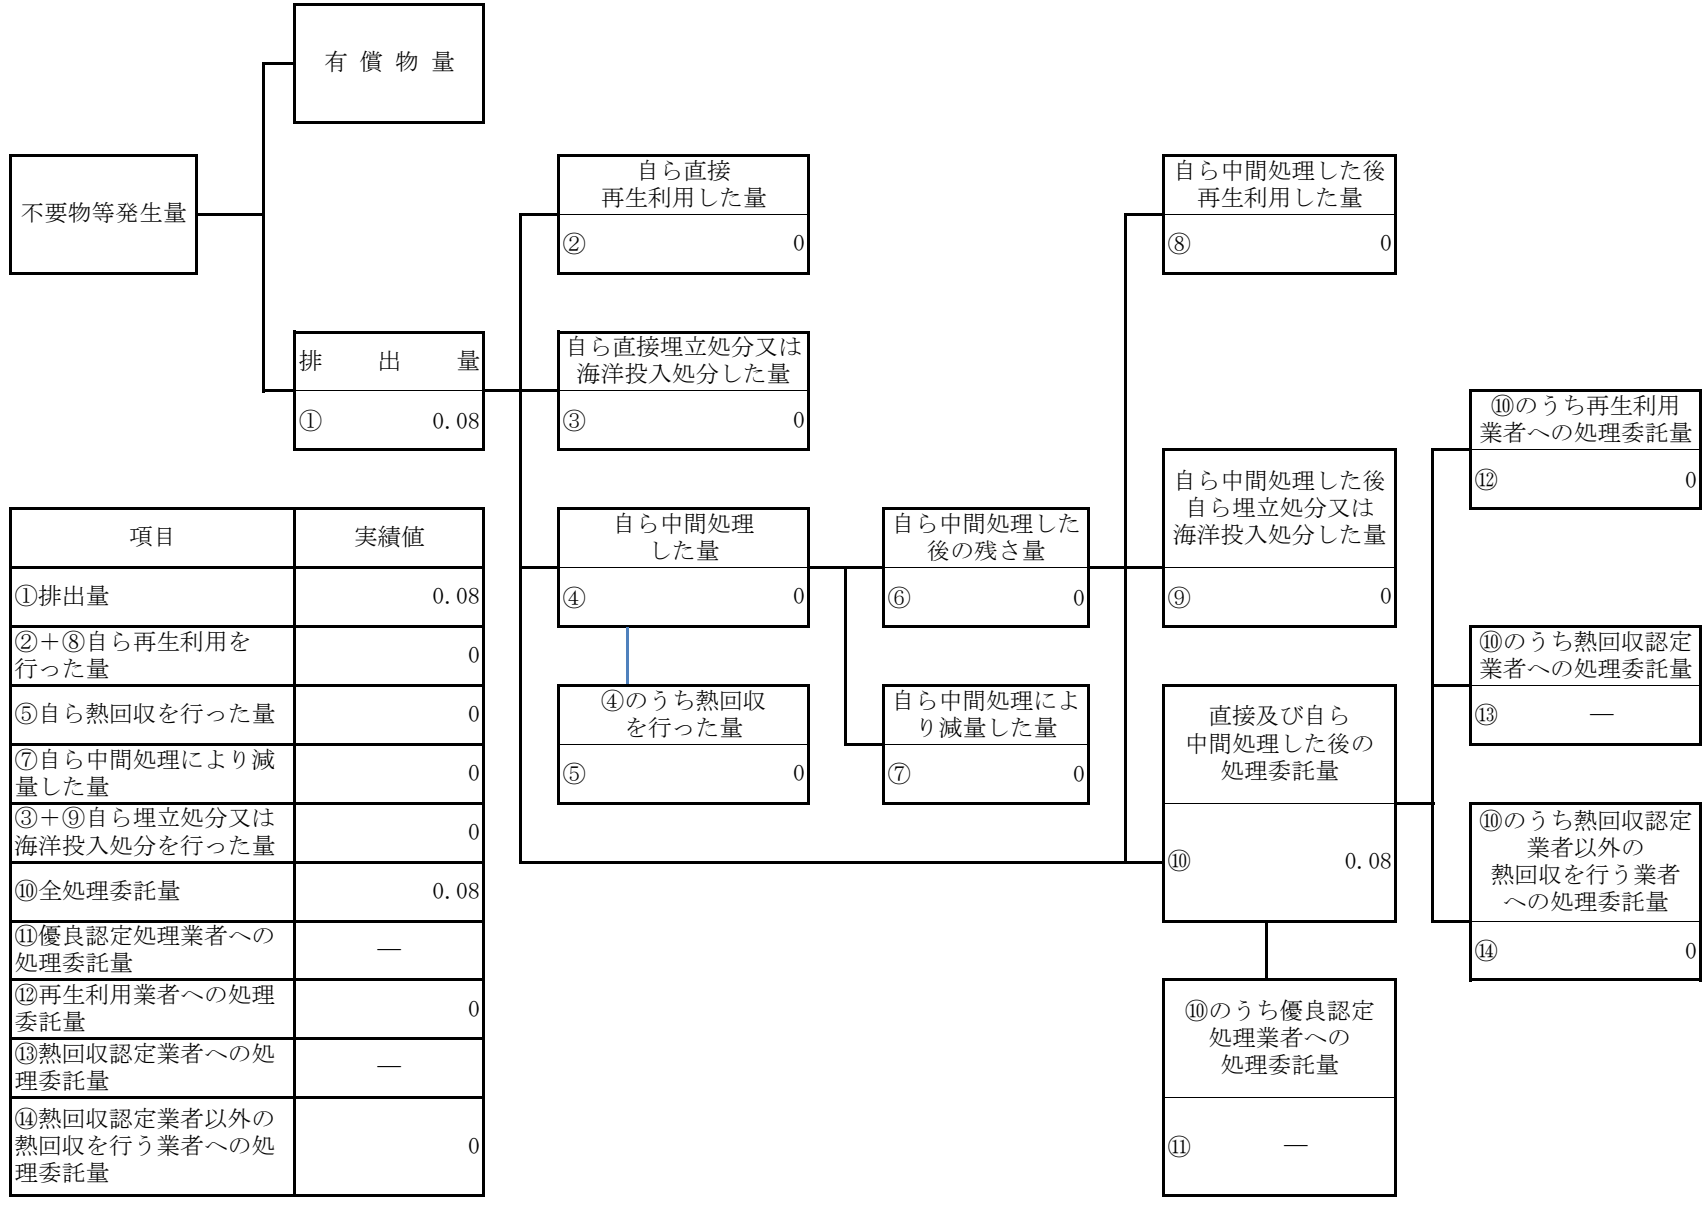 有償物量
不要物等発生量
自ら直接
再生利用した量
② 0
自ら中間処理した後
再生利用した量
⑧ 0
排出量
① 0.08
自ら直接埋立処分又は
海洋投入処分した量
③ 0
⑩のうち再生利用
業者への処理委託量
⑫ 0
自ら中間処理
した量
④ 0
自ら中間処理した
後の残さ量
⑥ 0
自ら中間処理した後
自ら埋立処分又は
海洋投入処分した量
⑨ 0
⑩のうち熱回収認定
業者への処理委託量
⑬ ―
④のうち熱回収
を行った量
⑤ 0
自ら中間処理によ
り減量した量
⑦ 0
直接及び自ら
中間処理した後の
処理委託量
⑩ 0.08
⑩のうち熱回収認定
業者以外の
熱回収を行う業者
への処理委託量
⑭ 0
⑩のうち優良認定
処理業者への
処理委託量
⑪ ―
項目 実績値
①排出量 0.08
②＋⑧自ら再生利用を
行った量 0
⑤自ら熱回収を行った量 0
⑦自ら中間処理により減
量した量 0
③＋⑨自ら埋立処分又は
海洋投入処分を行った量 0
⑩全処理委託量 0.08
⑪優良認定処理業者への
処理委託量 ―
⑫再生利用業者への処理
委託量 0
⑬熱回収認定業者への処
理委託量 ―
⑭熱回収認定業者以外の
熱回収を行う業者への処
理委託量 0